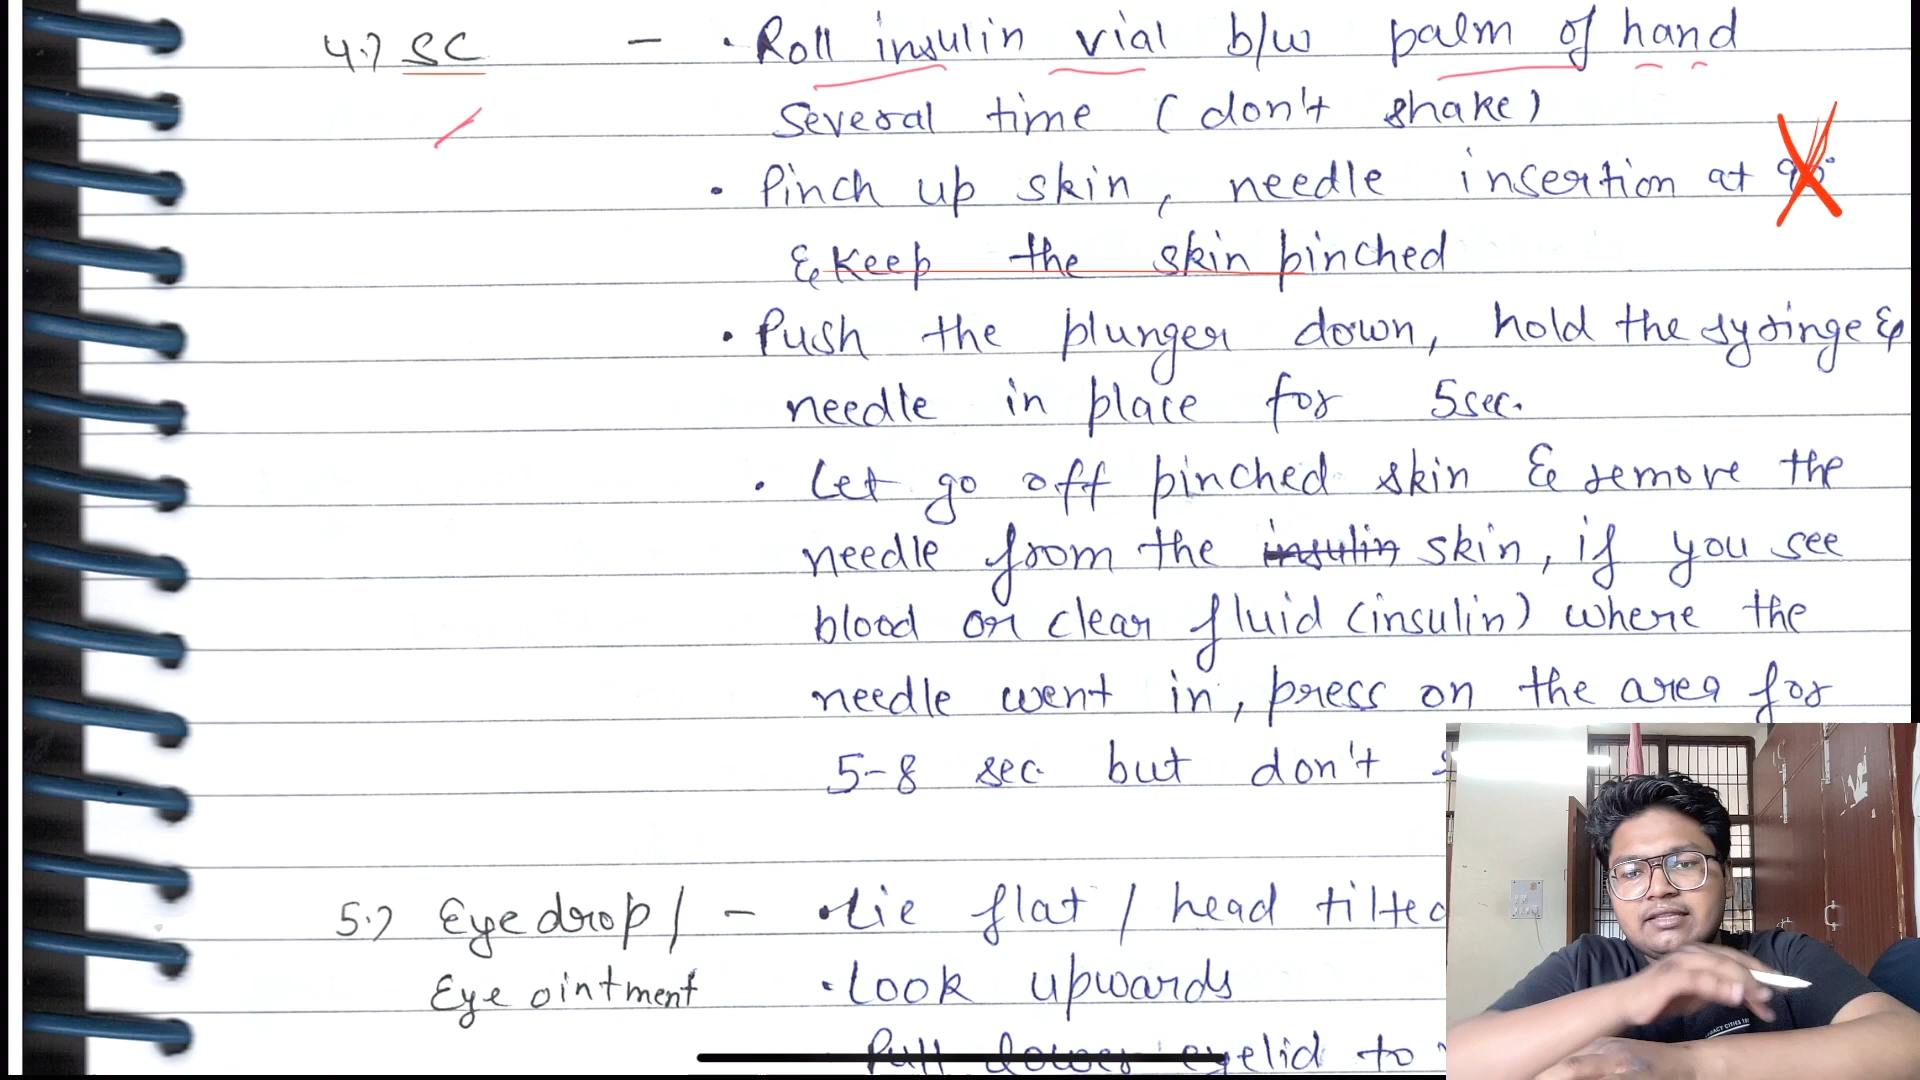 4.) SC - • Roll insulin vial b/w palm of hand
several time (don't shake)
• Pinch up skin, needle insertion at
& Keep the skin pinched
• Push the plunger down, hold the syringe &
needle in place for 5sec.
• Let go off pinched skin & remove the
needle from the insulin skin, if you see
blood or clear fluid (insulin) where the
needle went in, press on the area for
5-8 sec but don't
5.) Eye drop / - • Lie flat / head tilted
Eye ointment • Look upwards
Pull lower eyelid to